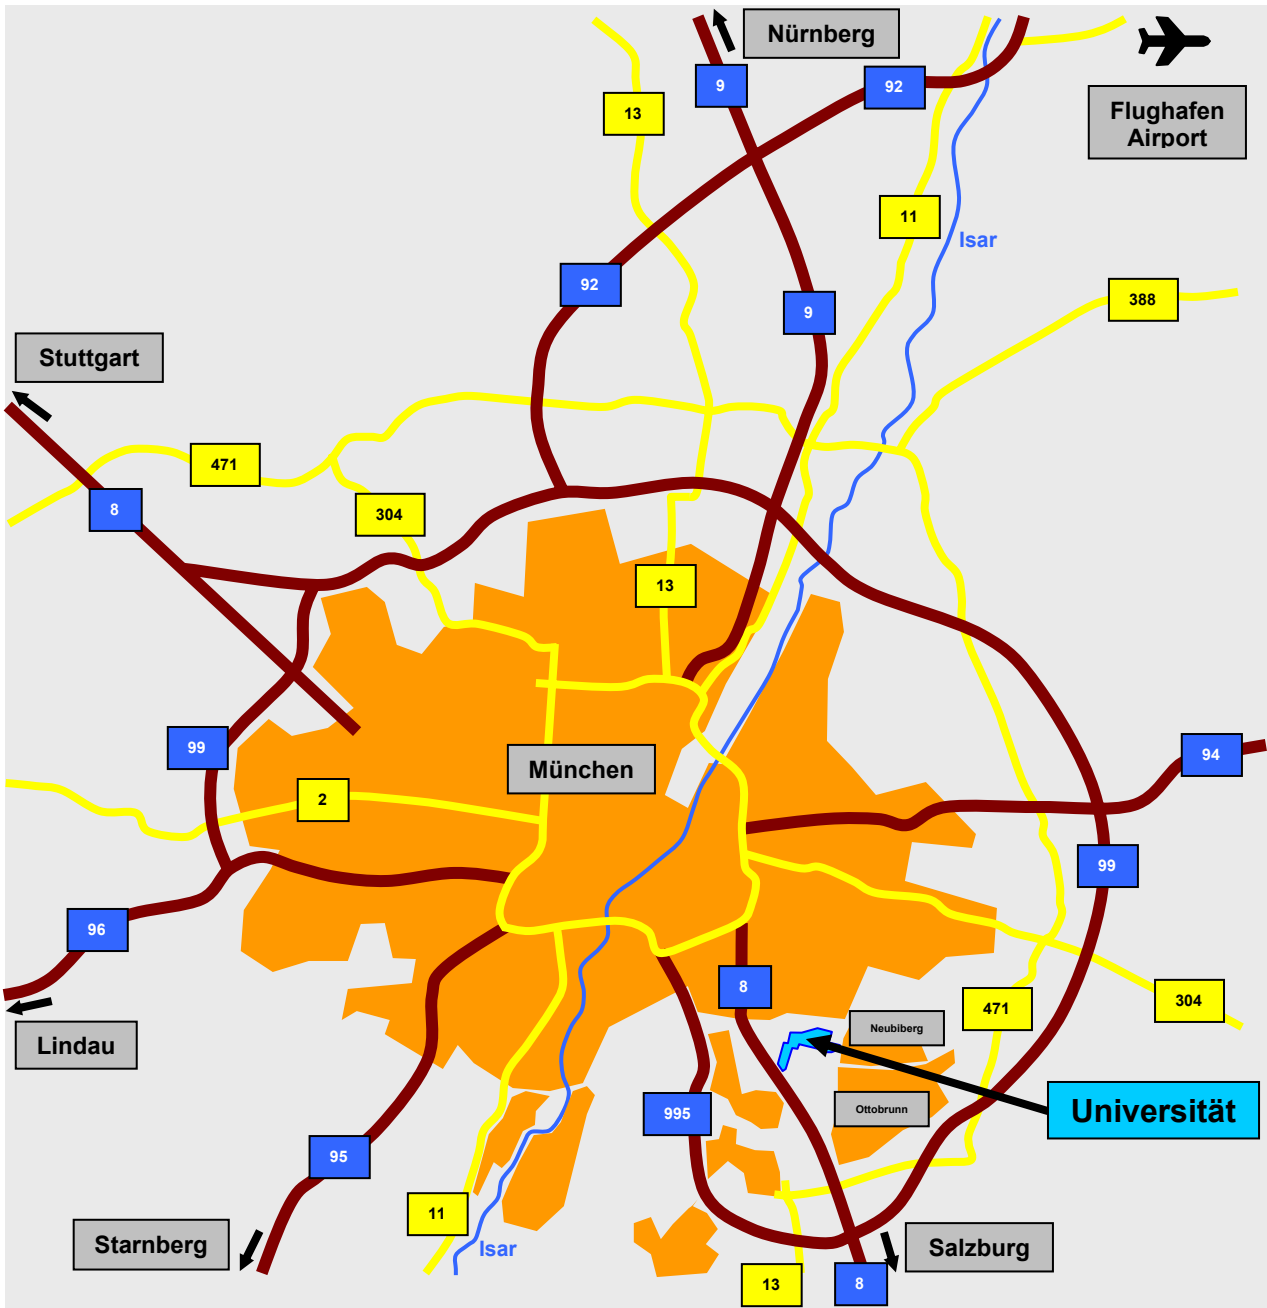 Nürnberg
9
92
13
Flughafen
Airport
11
Isar
92
388
9
Stuttgart
471
8
304
13
99
94
München
2
99
96
8
304
471
Neubiberg
Lindau
Ottobrunn
995
Universität
95
11
Starnberg
Isar
Salzburg
13
8